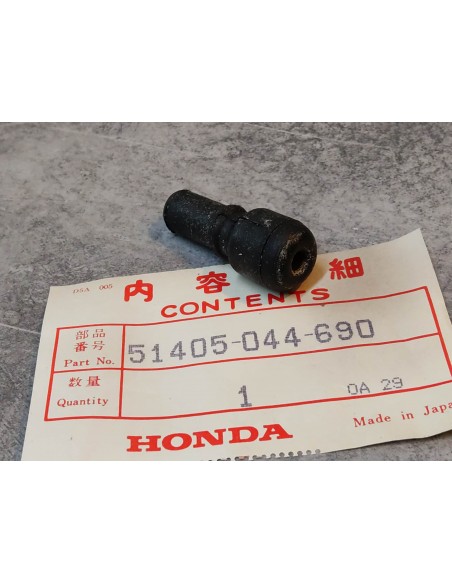 DSA 005
内容明細
CONTENTS
部品
番号
Part No.
51405-044-690
数量
Quantity
1
0A 29
HONDA
Made in Japa